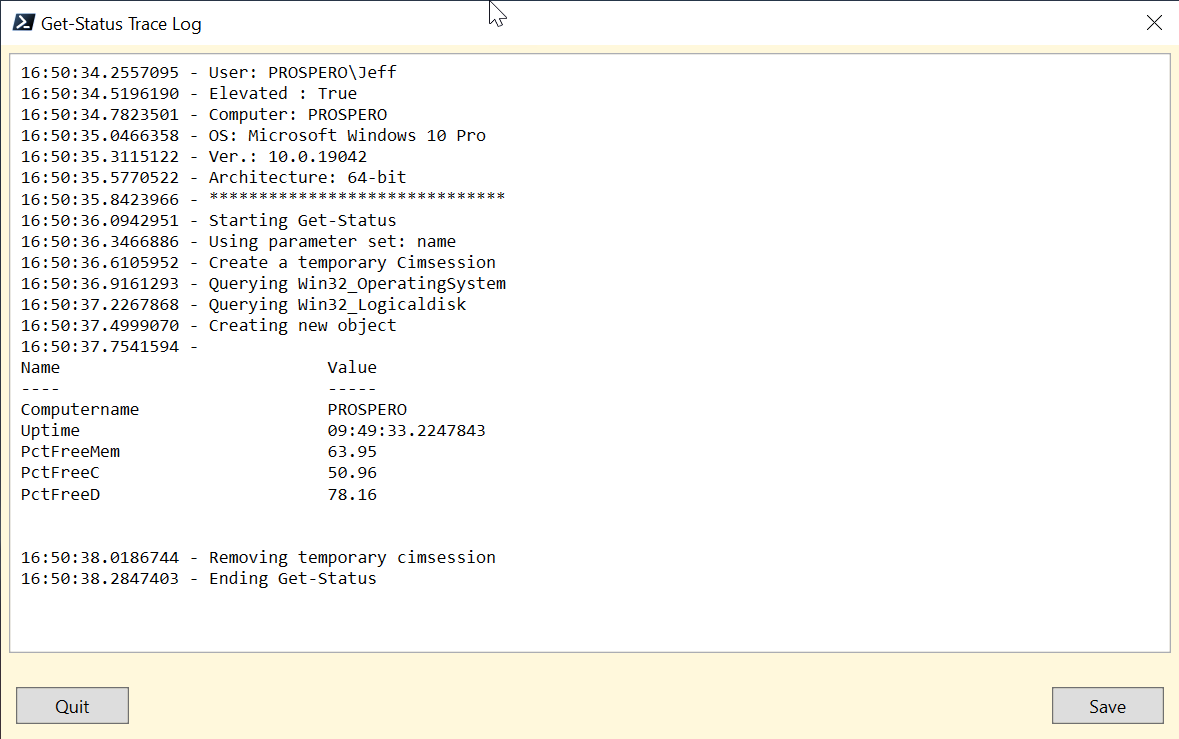 Get-Status Trace Log
16:50:34.2557095 - User: PROSPERO\Jeff
16:50:34.5196190 - Elevated : True
16:50:34.7823501 - Computer: PROSPERO
16:50:35.0466358 - OS: Microsoft Windows 10 Pro
16:50:35.3115122 - Ver.: 10.0.19042
16:50:35.5770522 - Architecture: 64-bit
16:50:35.8423966 - ******************************
16:50:36.0942951 - Starting Get-Status
16:50:36.3466886 - Using parameter set: name
16:50:36.6105952 - Create a temporary Cimsession
16:50:36.9161293 - Querying Win32_OperatingSystem
16:50:37.2267868 - Querying Win32_Logicaldisk
16:50:37.4999070 - Creating new object
16:50:37.7541594 -
Name                           Value
----                           -----
Computername                   PROSPERO
Uptime                         09:49:33.2247843
PctFreeMem                     63.95
PctFreeC                       50.96
PctFreeD                       78.16
16:50:38.0186744 - Removing temporary cimsession
16:50:38.2847403 - Ending Get-Status
Quit
Save